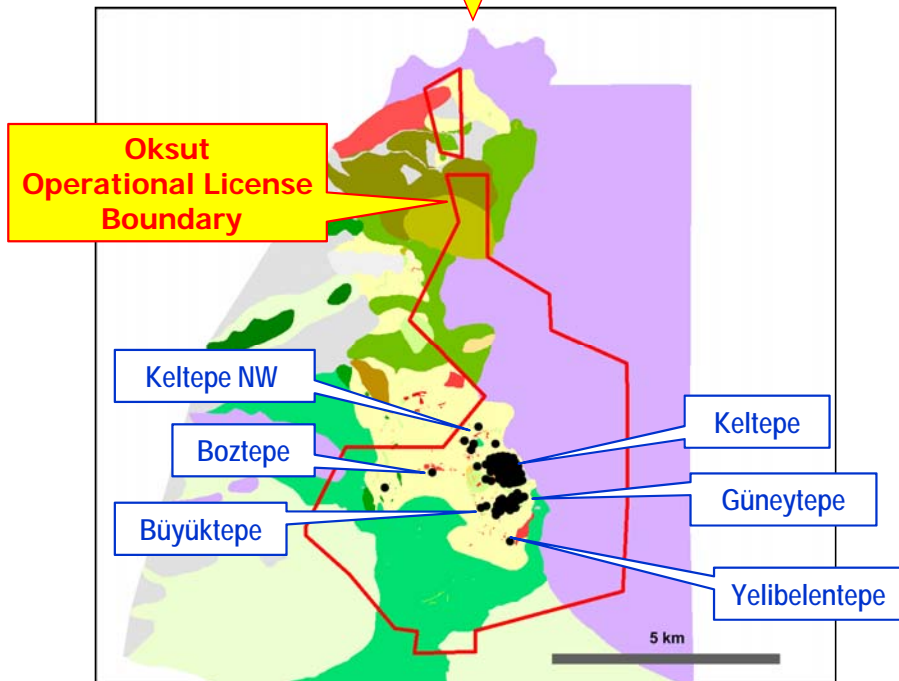 Oksut
Operational License
Boundary
Keltepe NW
Keltepe
Boztepe
Güneytepe
Büyüktepe
Yelibelentepe
5 km